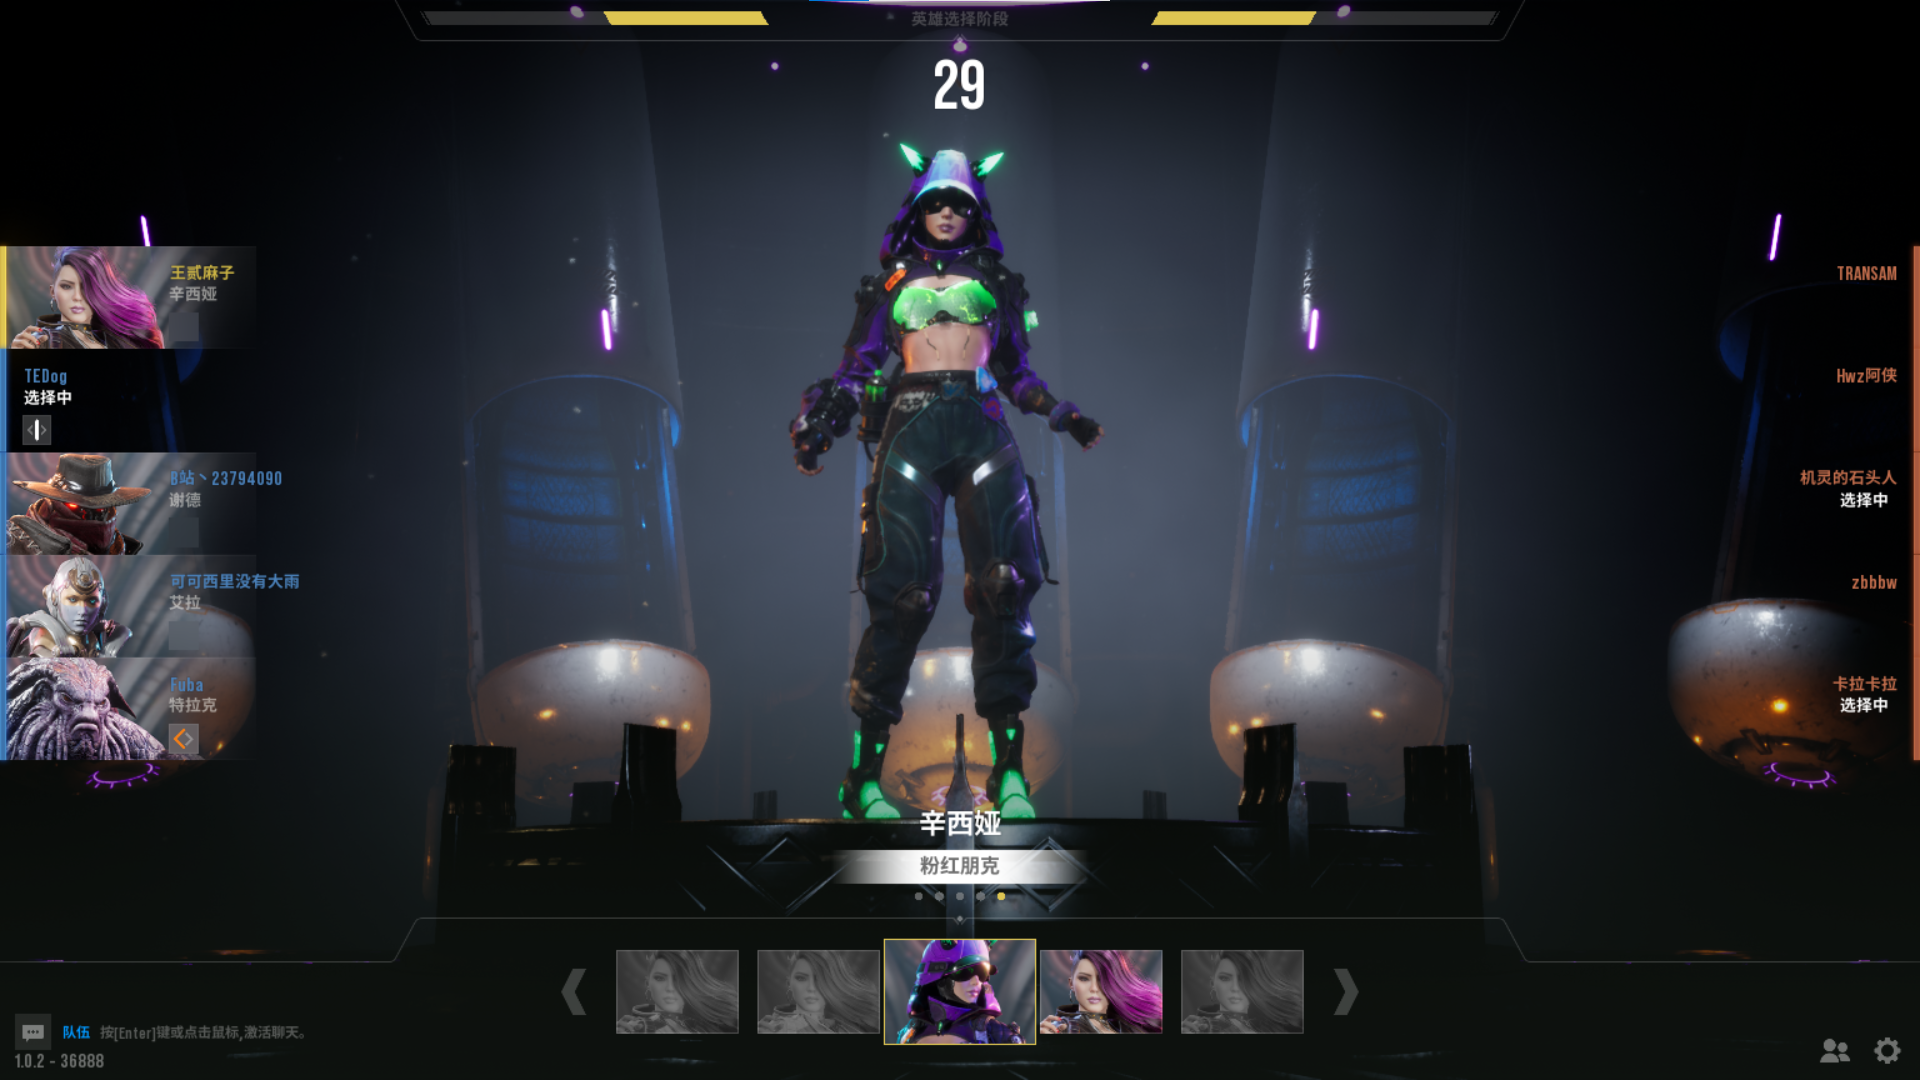 英雄选择阶段
29
王贰麻子
辛西娅
TEDog
选择中
B站丶23794090
谢德
可可西里没有大雨
艾拉
Fuba
特拉克
TRANSAM
Hwz阿侠
机灵的石头人
选择中
zbbbw
卡拉卡拉
选择中
辛西娅
粉红朋克
队伍 按[Enter]键或点击鼠标,激活聊天。
1.0.2 - 36888